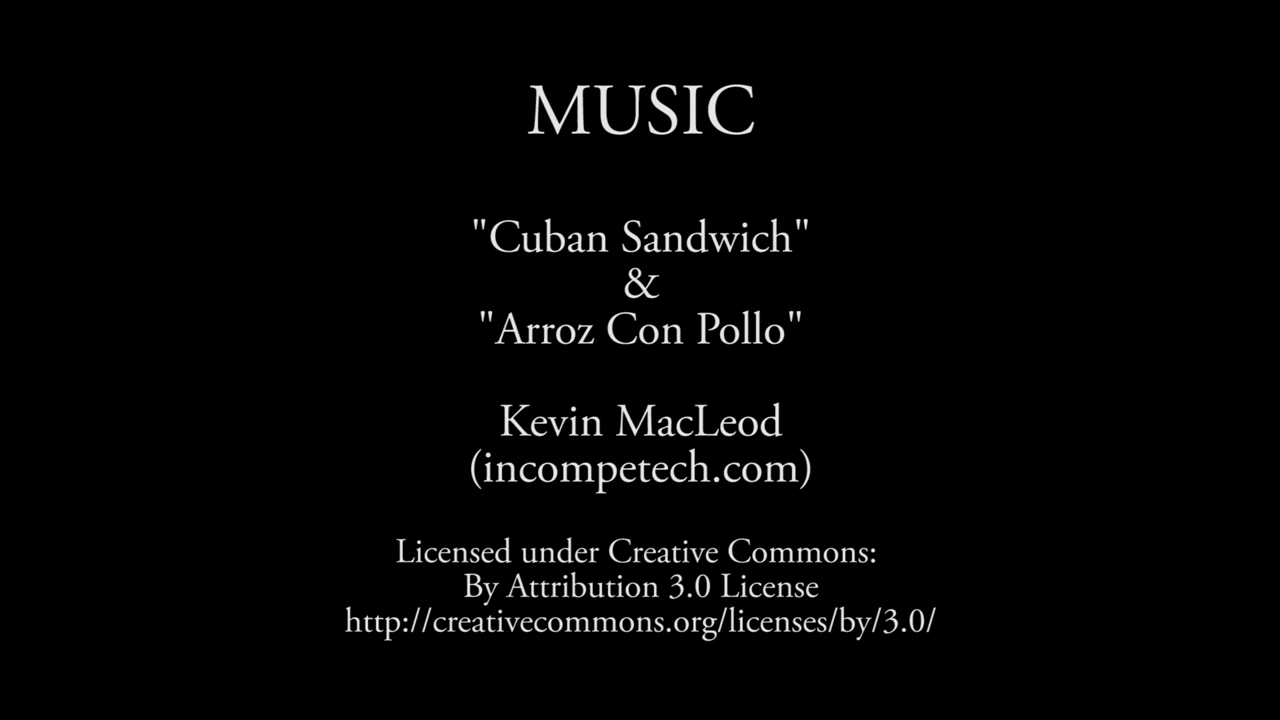 MUSIC
"Cuban Sandwich"
&
"Arroz Con Pollo"
Kevin MacLeod
(incompetech.com)
Licensed under Creative Commons:
By Attribution 3.0 License
http://creativecommons.org/licenses/by/3.0/